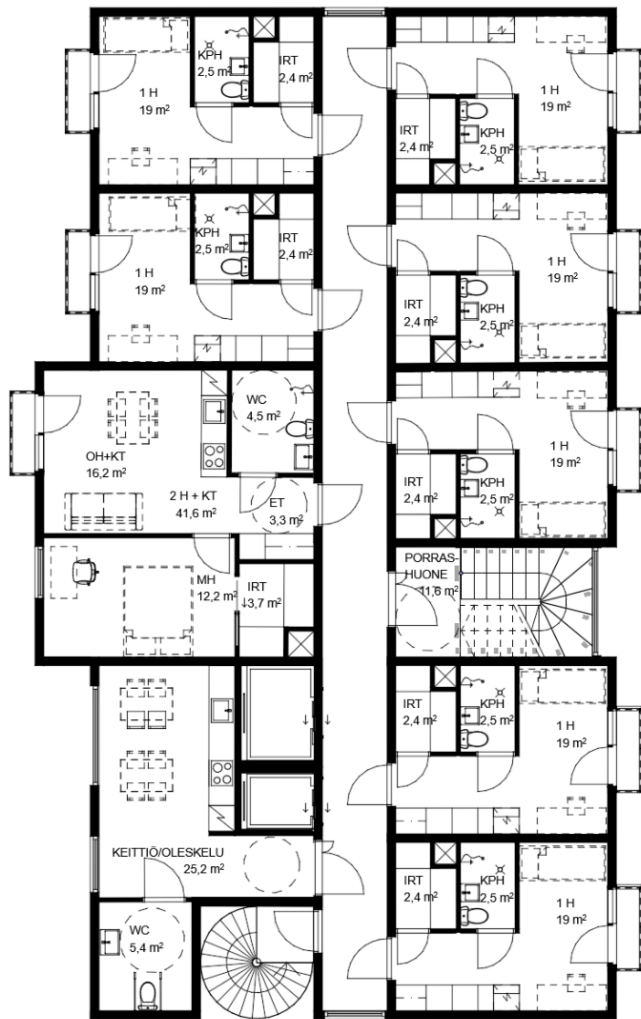 KPH
2,5 m²
IRT
2,4 m²
1 H
19 m²
IRT
2,4 m²
KPH
2,5 m²
1 H
19 m²
KPH
2,5 m²
IRT
2,4 m²
1 H
19 m²
IRT
2,4 m²
KPH
2,5 m²
1 H
19 m²
WC
4,5 m²
OH+KT
16,2 m²
2 H + KT
41,6 m²
ET
3,3 m²
IRT
2,4 m²
KPH
2,5 m²
1 H
19 m²
MH
12,2 m²
IRT
3,7 m²
PORRAS-
HUONE
11,6 m²
IRT
2,4 m²
KPH
2,5 m²
1 H
19 m²
KEITTIÖ/OLESKELU
25,2 m²
WC
5,4 m²
IRT
2,4 m²
KPH
2,5 m²
1 H
19 m²